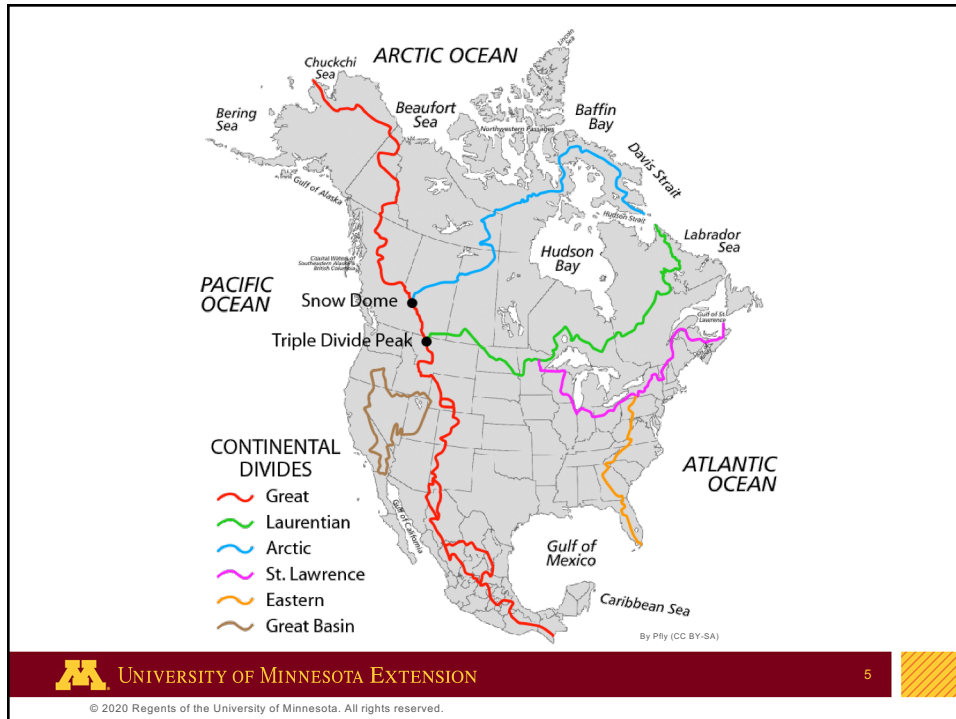 ARCTIC OCEAN
Lincoln
Sea
Chuckchi
Sea
Bering
Sea
Beaufort
Sea
Northwestern Passages
Baffin
Bay
Davis Strait
Gulf of Alaska
Hudson Strait
Labrador
Sea
Hudson
Bay
Coastal Waters of
Southeastern Alaska &
British Columbia
PACIFIC
OCEAN
Snow Dome
Gulf of St.
Lawrence
Triple Divide Peak
CONTINENTAL
DIVIDES
Great
Laurentian
Arctic
St. Lawrence
Eastern
Great Basin
ATLANTIC
OCEAN
Gulf of California
Gulf of
Mexico
Caribbean Sea
By Pfly (CC BY-SA)
M
UNIVERSITY OF MINNESOTA EXTENSION
5
© 2020 Regents of the University of Minnesota. All rights reserved.